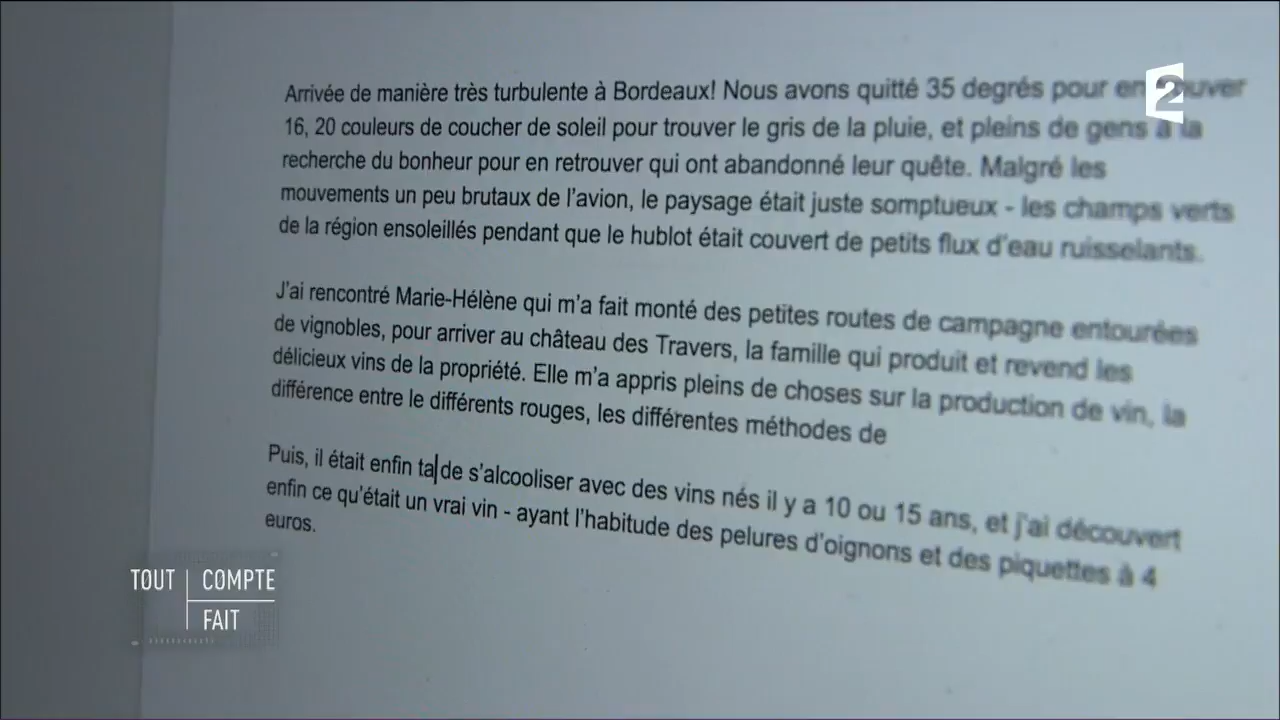 Arrivée de manière très turbulente à Bordeaux! Nous avons quitté 35 degrés pour en
16, 20 couleurs de coucher de soleil pour trouver le gris de la pluie, et pleins de gens à la
recherche du bonheur pour en retrouver qui ont abandonné leur quête. Malgré les
mouvements un peu brutaux de l'avion, le paysage était juste somptueux - les champs verts
de la région ensoleillés pendant que le hublot était couvert de petits flux d'eau ruisselants.
J'ai rencontré Marie-Hélène qui m'a fait monté des petites routes de campagne entourées
de vignobles, pour arriver au château des Travers, la famille qui produit et revend les
délicieux vins de la propriété. Elle m'a appris pleins de choses sur la production de vin, la
différence entre le différents rouges, les différentes méthodes de
Puis, il était enfin ta de s'alcooliser avec des vins nés il y a 10 ou 15 ans, et j'ai découvert
enfin ce qu'était un vrai vin - ayant l'habitude des pelures d'oignons et des piquettes à 4
euros.
TOUT COMPTE
FAIT
2